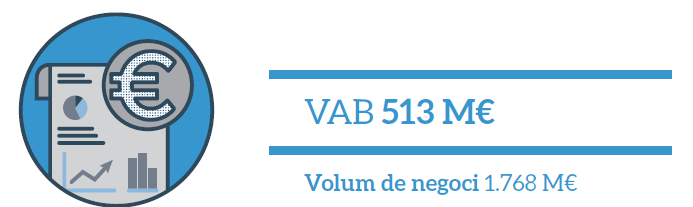 €
VAB 513 M€
Volum de negoci 1.768 M€